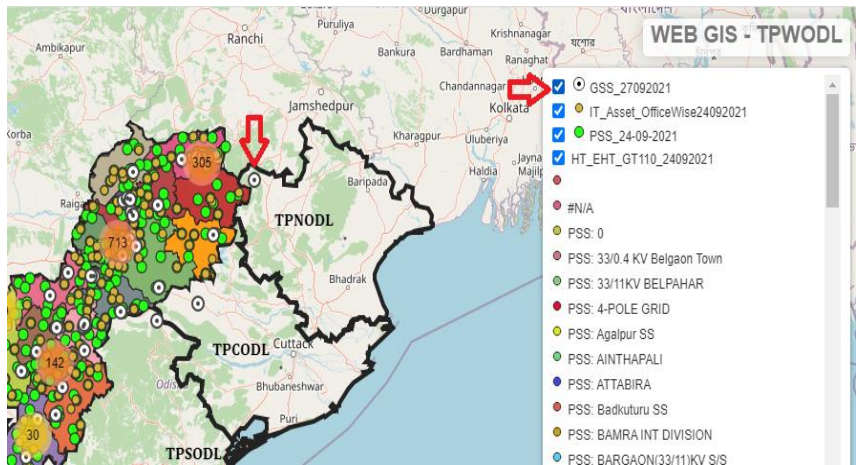 Durgapur
Puruliya
Ranchi
Krishnanagar
Ambikapur
Bankura
Bardhaman
যশোর
WEB GIS - TPWODL
Ranaghat
Chandannagar
GSS_27092021
Jamshedpur
Kolkata
IT_Asset_OfficeWise24092021
Korba
Kharagpur
Uluberiya
PSS_24-09-2021
305
Haldia
HT_EHT_GT110_24092021
Baripada
#N/A
TPNODL
713
PSS: 0
PSS: 33/0.4 KV Belgaon Town
Bhadrak
PSS: 33/11KV BELPAHAR
PSS: 4-POLE GRID
PSS: Agalpur SS
TPCODL
Cuttack
142
PSS: AINTHAPALI
Bhubaneshwar
PSS: ATTABIRA
Puri
PSS: Badkuturu SS
30
PSS: BAMRA INT DIVISION
TPSODL
PSS: BARGAON(33/11)KV S/S